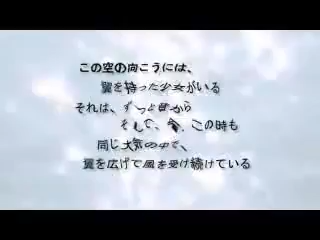 この空の向こうには、
翼を持った少女がいる
それは、ずっと昔から
そして、今、この時も
同じ大気の中で、
翼を広げて風を受け続けている